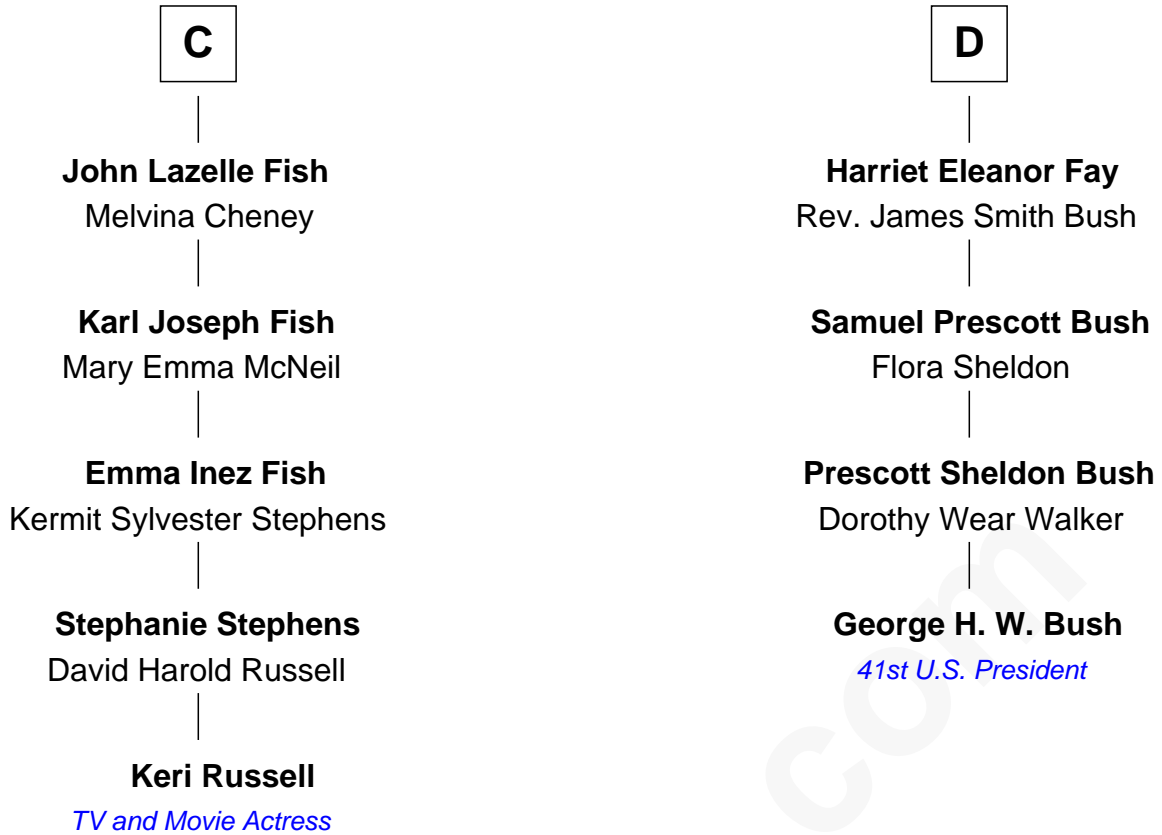 C
John Lazelle Fish
Melvina Cheney
Karl Joseph Fish
Mary Emma McNeil
Emma Inez Fish
Kermit Sylvester Stephens
Stephanie Stephens
David Harold Russell
Keri Russell
TV and Movie Actress
D
Harriet Eleanor Fay
Rev. James Smith Bush
Samuel Prescott Bush
Flora Sheldon
Prescott Sheldon Bush
Dorothy Wear Walker
George H. W. Bush
41st U.S. President
com